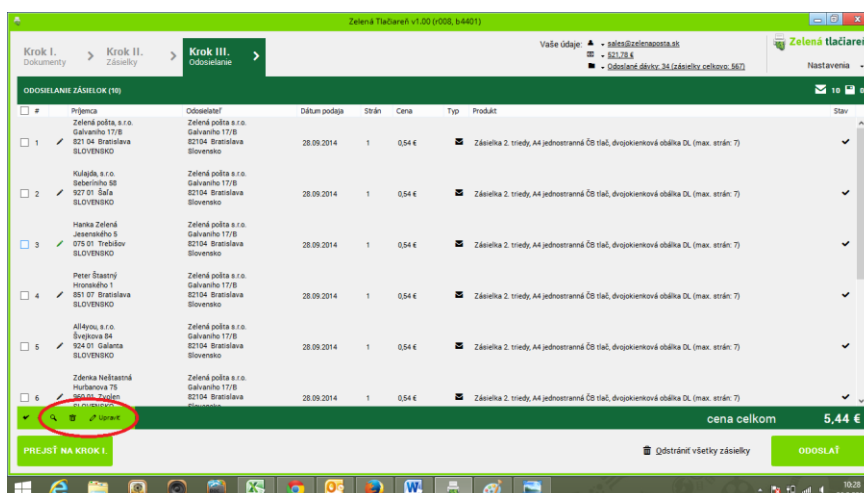 Zelená Tlačiareň v1.00 (r008, b4401)
Krok I.
Dokumenty
Krok II.
Zásielky
Krok III.
Odosielanie
Vaše údaje:
sales@zelenaposta.sk
521,78 €
Odoslané dávky: 34 (zásielky celkovo: 567)
Zelená tlačiareň
Nastavenia
ODOSIELANIE ZÁSIELOK (10)
10
0
# Príjemca Odosielateľ Dátum podaja Strán Cena Typ Produkt Stav
Zelená pošta, s.r.o. Zelená pošta s.r.o.
Galvaniho 17/B Galvaniho 17/B
1 821 04 Bratislava 82104 Bratislava 28.09.2014 1 0,54 € Zásielka 2. triedy, A4 jednostranná ČB tlač, dvojokienková obálka DL (max. strán: 7)
SLOVENSKO Slovensko
Kulajda, s.r.o. Zelená pošta s.r.o.
Seberíniho 58 Galvaniho 17/B
2 927 01 Šaľa 82104 Bratislava 28.09.2014 1 0,54 € Zásielka 2. triedy, A4 jednostranná ČB tlač, dvojokienková obálka DL (max. strán: 7)
SLOVENSKO Slovensko
Hanka Zelená Zelená pošta s.r.o.
Jesenského 5 Galvaniho 17/B
3 075 01 Trebišov 82104 Bratislava 28.09.2014 1 0,54 € Zásielka 2. triedy, A4 jednostranná ČB tlač, dvojokienková obálka DL (max. strán: 7)
SLOVENSKO Slovensko
Peter Šťastný Zelená pošta s.r.o.
Hronského 1 Galvaniho 17/B
4 851 07 Bratislava 82104 Bratislava 28.09.2014 1 0,54 € Zásielka 2. triedy, A4 jednostranná ČB tlač, dvojokienková obálka DL (max. strán: 7)
SLOVENSKO Slovensko
All4you, s.r.o. Zelená pošta s.r.o.
Švejkova 84 Galvaniho 17/B
5 924 01 Galanta 82104 Bratislava 28.09.2014 1 0,54 € Zásielka 2. triedy, A4 jednostranná ČB tlač, dvojokienková obálka DL (max. strán: 7)
SLOVENSKO Slovensko
Zdenka Neštastná Zelená pošta s.r.o.
Hurbanova 75 Galvaniho 17/B
6 960 01 Zvolen 82104 Bratislava 28.09.2014 1 0,54 € Zásielka 2. triedy, A4 jednostranná ČB tlač, dvojokienková obálka DL (max. strán: 7)
SLOVENSKO Slovensko
Upraviť
cena celkom 5,44 €
PREJSŤ NA KROK I.
Odstrániť všetky zásielky
ODOSLAŤ
10:28